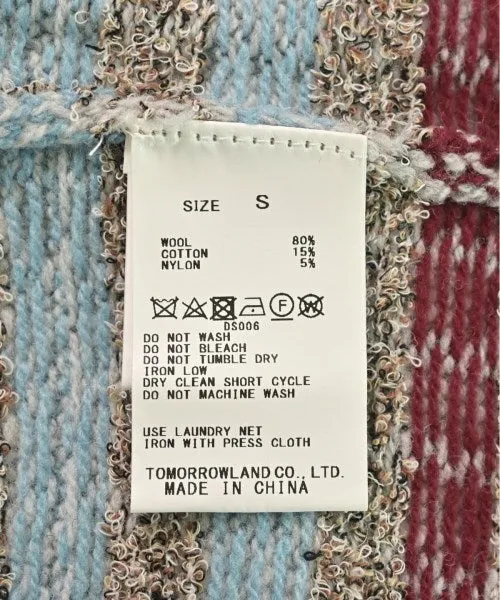 SIZE S
WOOL 80%
COTTON 15%
NYLON 5%
F W
DS006
DO NOT WASH
DO NOT BLEACH
DO NOT TUMBLE DRY
IRON LOW
DRY CLEAN SHORT CYCLE
DO NOT MACHINE WASH
USE LAUNDRY NET
IRON WITH PRESS CLOTH
TOMORROWLAND CO., LTD.
MADE IN CHINA